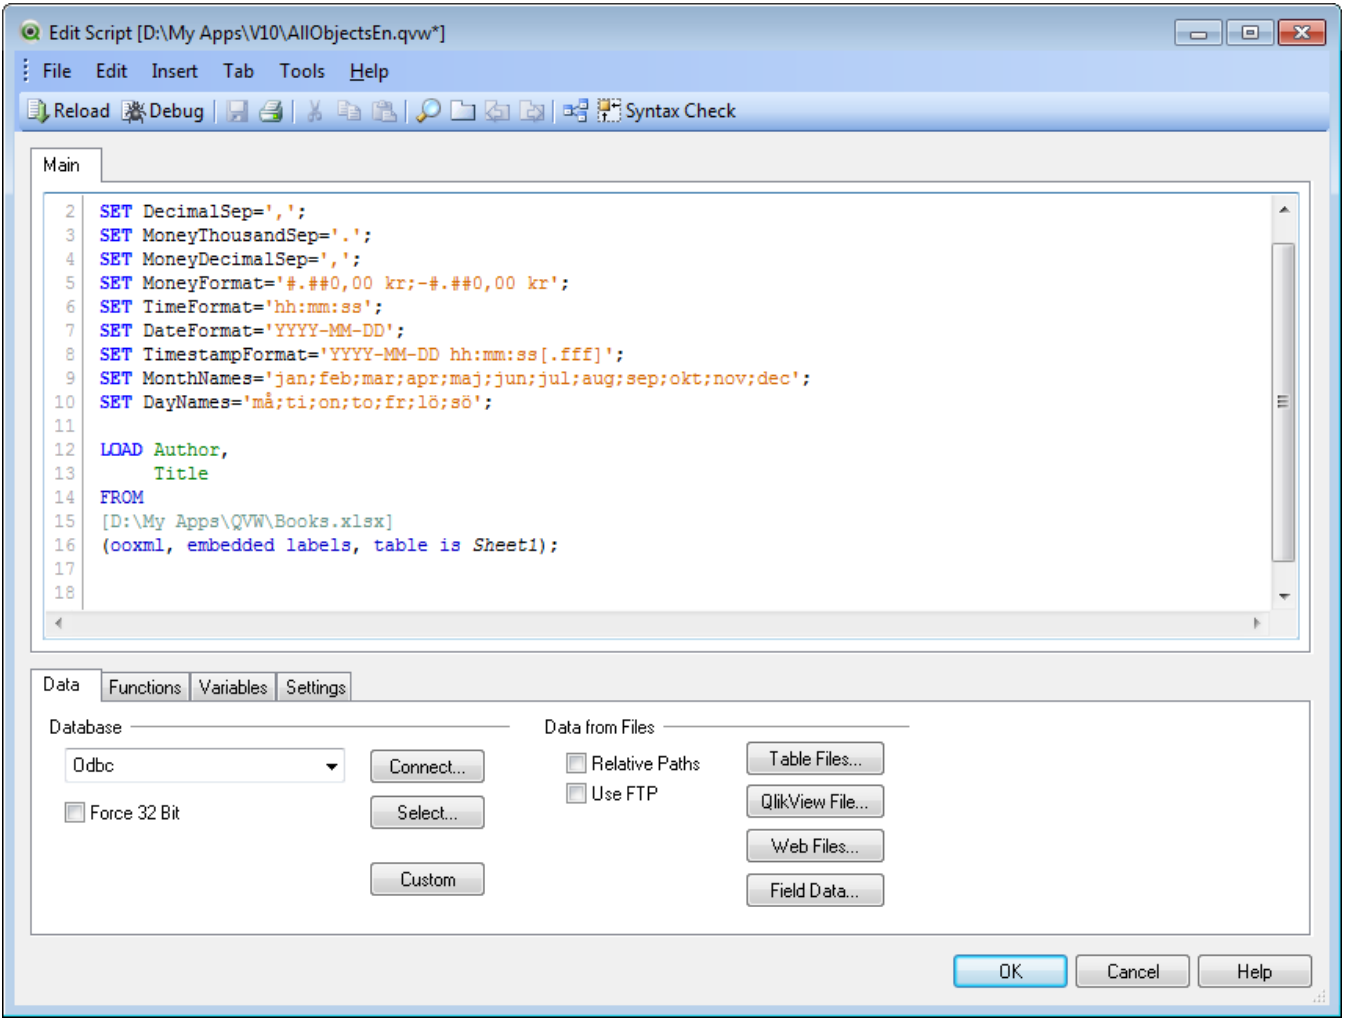 Edit Script [D:\My Apps\V10\AllObjectsEn.qvw*]
File Edit Insert Tab Tools Help
Reload Debug Syntax Check
Main
2 SET DecimalSep=',';
3 SET MoneyThousandSep='.';
4 SET MoneyDecimalSep=',';
5 SET MoneyFormat='#.##0,00 kr;-#.##0,00 kr';
6 SET TimeFormat='hh:mm:ss';
7 SET DateFormat='YYYY-MM-DD';
8 SET TimestampFormat='YYYY-MM-DD hh:mm:ss[.fff]';
9 SET MonthNames='jan;feb;mar;apr;maj;jun;jul;aug;sep;okt;nov;dec';
10 SET DayNames='må;ti;on;to;fr;lö;sö';
11
12 LOAD Author,
13 Title
14 FROM
15 [D:\My Apps\QVW\Books.xlsx]
16 (ooxml, embedded labels, table is Sheet1);
17
18
Data Functions Variables Settings
Database Data from Files
Odbc Connect... Relative Paths Table Files...
Force 32 Bit Select... Use FTP QlikView File...
Web Files...
Custom Field Data...
OK Cancel Help